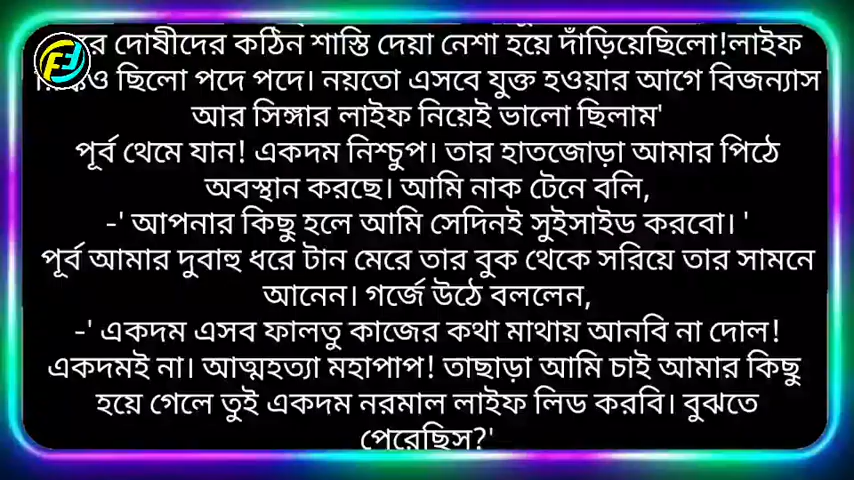 দোষীদের কঠিন শাস্তি দেয়া নেশা হয়ে দাঁড়িয়েছিলো!লাইফ
ছিলো পদে পদে। নয়তো এসবে যুক্ত হওয়ার আগে বিজন্যাস
আর সিঙ্গার লাইফ নিয়েই ভালো ছিলাম'
পূর্ব থেমে যান! একদম নিশ্চুপ। তার হাতজোড়া আমার পিঠে
অবস্থান করছে। আমি নাক টেনে বলি,
-' আপনার কিছু হলে আমি সেদিনই সুইসাইড করবো। '
পূর্ব আমার দুবাহু ধরে টান মেরে তার বুক থেকে সরিয়ে তার সামনে
আনেন। গর্জে উঠে বললেন,
-' একদম এসব ফালতু কাজের কথা মাথায় আনবি না দোল!
একদমই না। আত্মহত্যা মহাপাপ! তাছাড়া আমি চাই আমার কিছু
হয়ে গেলে তুই একদম নরমাল লাইফ লিড করবি। বুঝতে
পেরেছিস?'